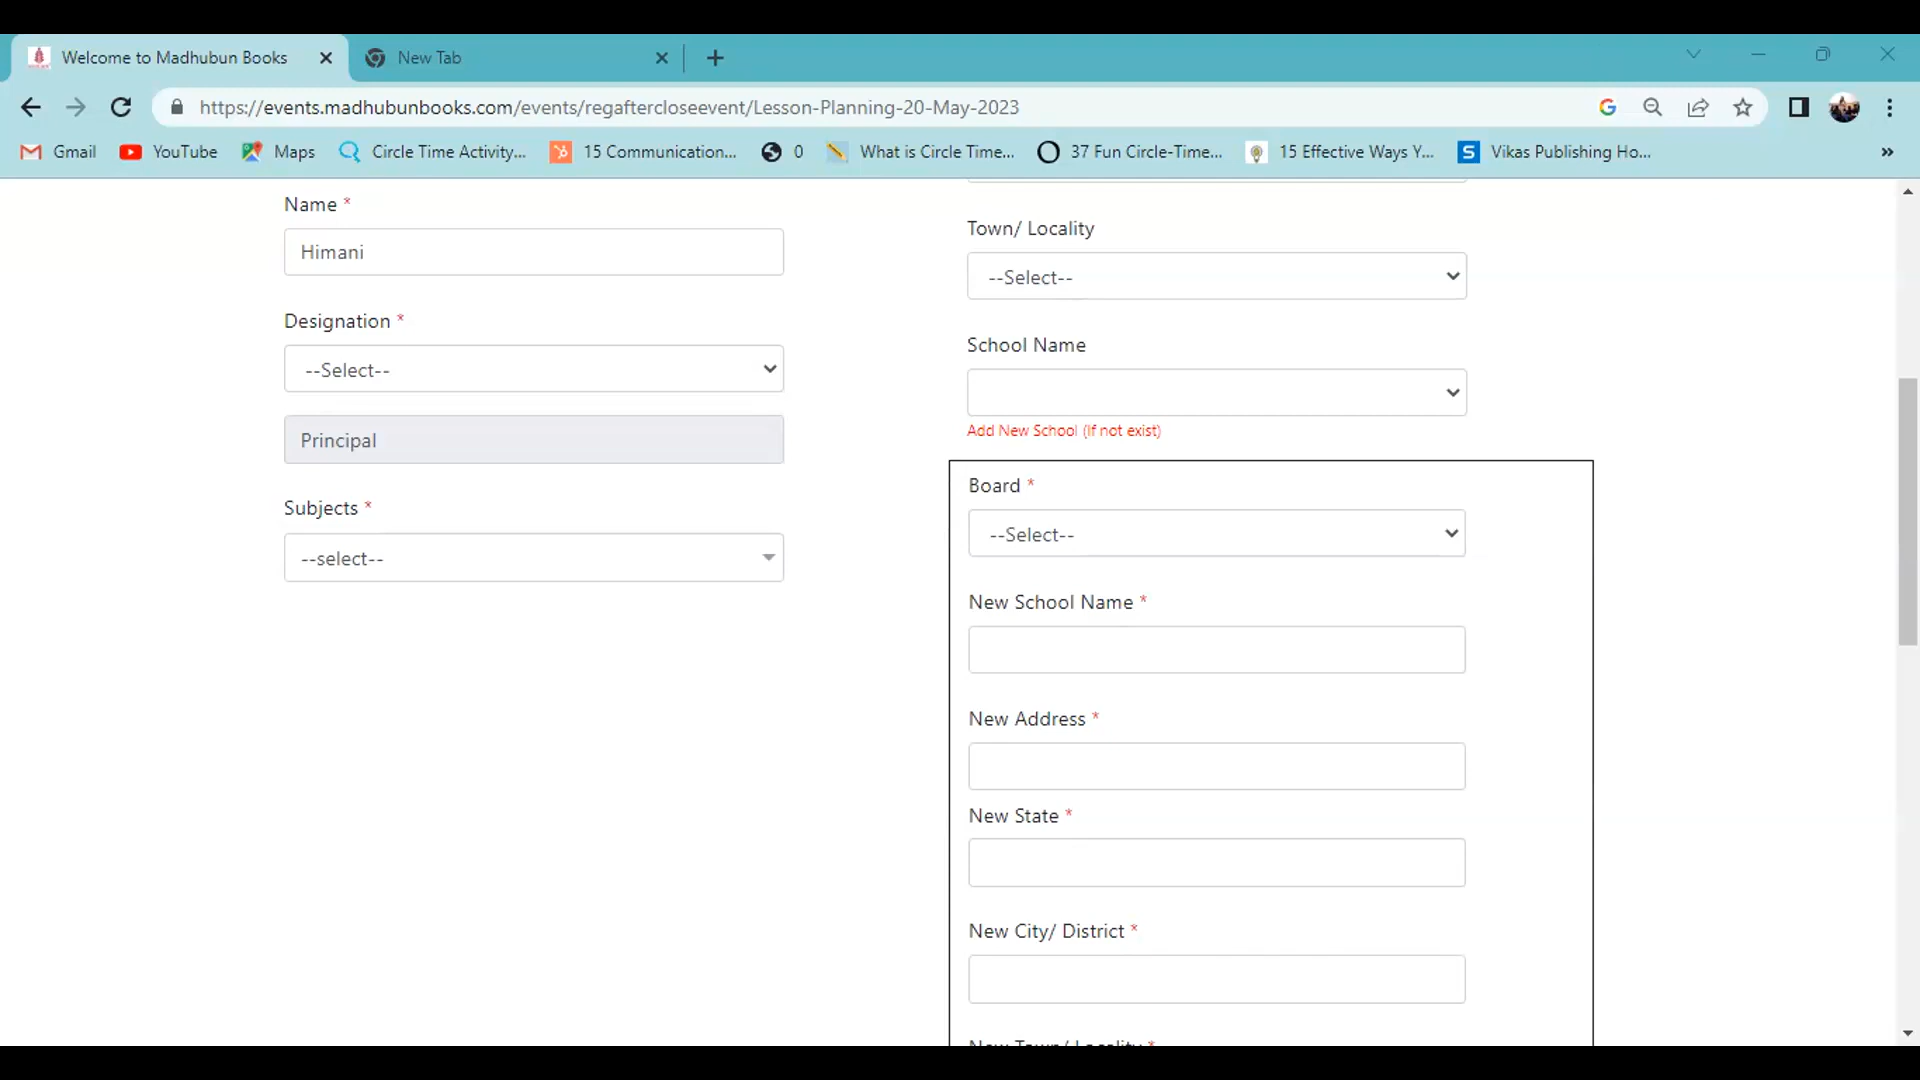 Welcome to Madhubun Books
New Tab
https://events.madhubunbooks.com/events/regaftercloseevent/Lesson-Planning-20-May-2023
Gmail
YouTube
Maps
Circle Time Activity...
15 Communication...
0
What is Circle Time...
37 Fun Circle-Time...
15 Effective Ways Y...
S
Vikas Publishing Ho...
»
Name *
Himani
Designation *
--Select--
Principal
Subjects *
--select--
Town/ Locality
--Select--
School Name
Add New School (If not exist)
Board *
--Select--
New School Name *
New Address *
New State *
New City/ District *
New Town/ Locality *